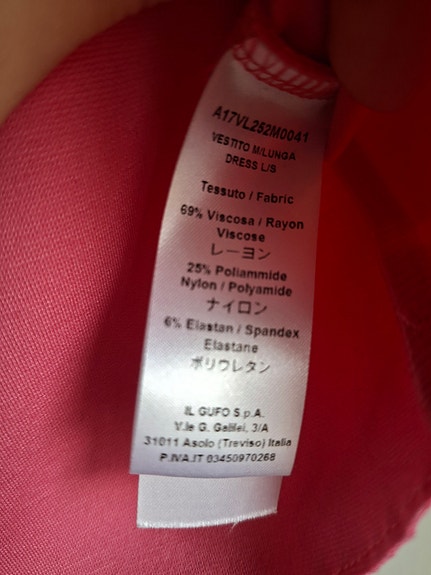 A17VL252M0041
VESTITO M/LUNGA
DRESS L/S
Tessuto / Fabric
69% Viscosa / Rayon
Viscose
レーヨン
25% Poliammide
Nylon / Polyamide
ナイロン
6% Elastan / Spandex
Elastane
ポリウレタン
IL GUFO S.p.A.
V.le G. Galilei, 3/A
31011 Asolo (Treviso) Italia
P.IVA.IT 03450970268